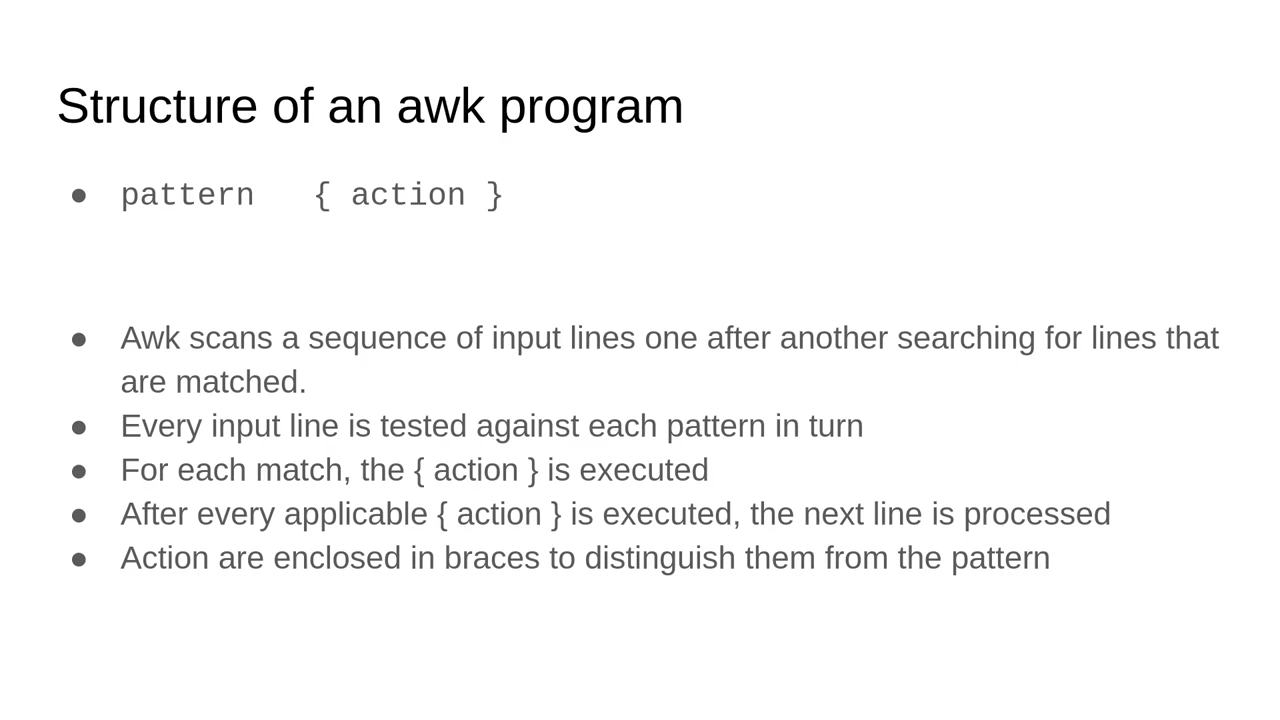 Structure of an awk program
● pattern   { action }
● Awk scans a sequence of input lines one after another searching for lines that
are matched.
● Every input line is tested against each pattern in turn
● For each match, the { action } is executed
● After every applicable { action } is executed, the next line is processed
● Action are enclosed in braces to distinguish them from the pattern